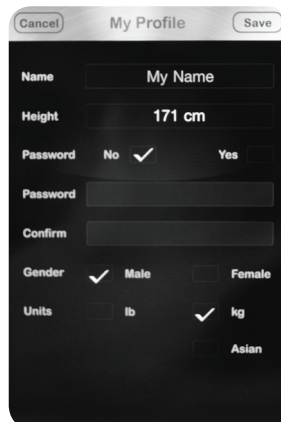 Cancel My Profile Save
Name My Name
Height 171 cm
Password No Yes
Password
Confirm
Gender Male Female
Units lb kg
Asian